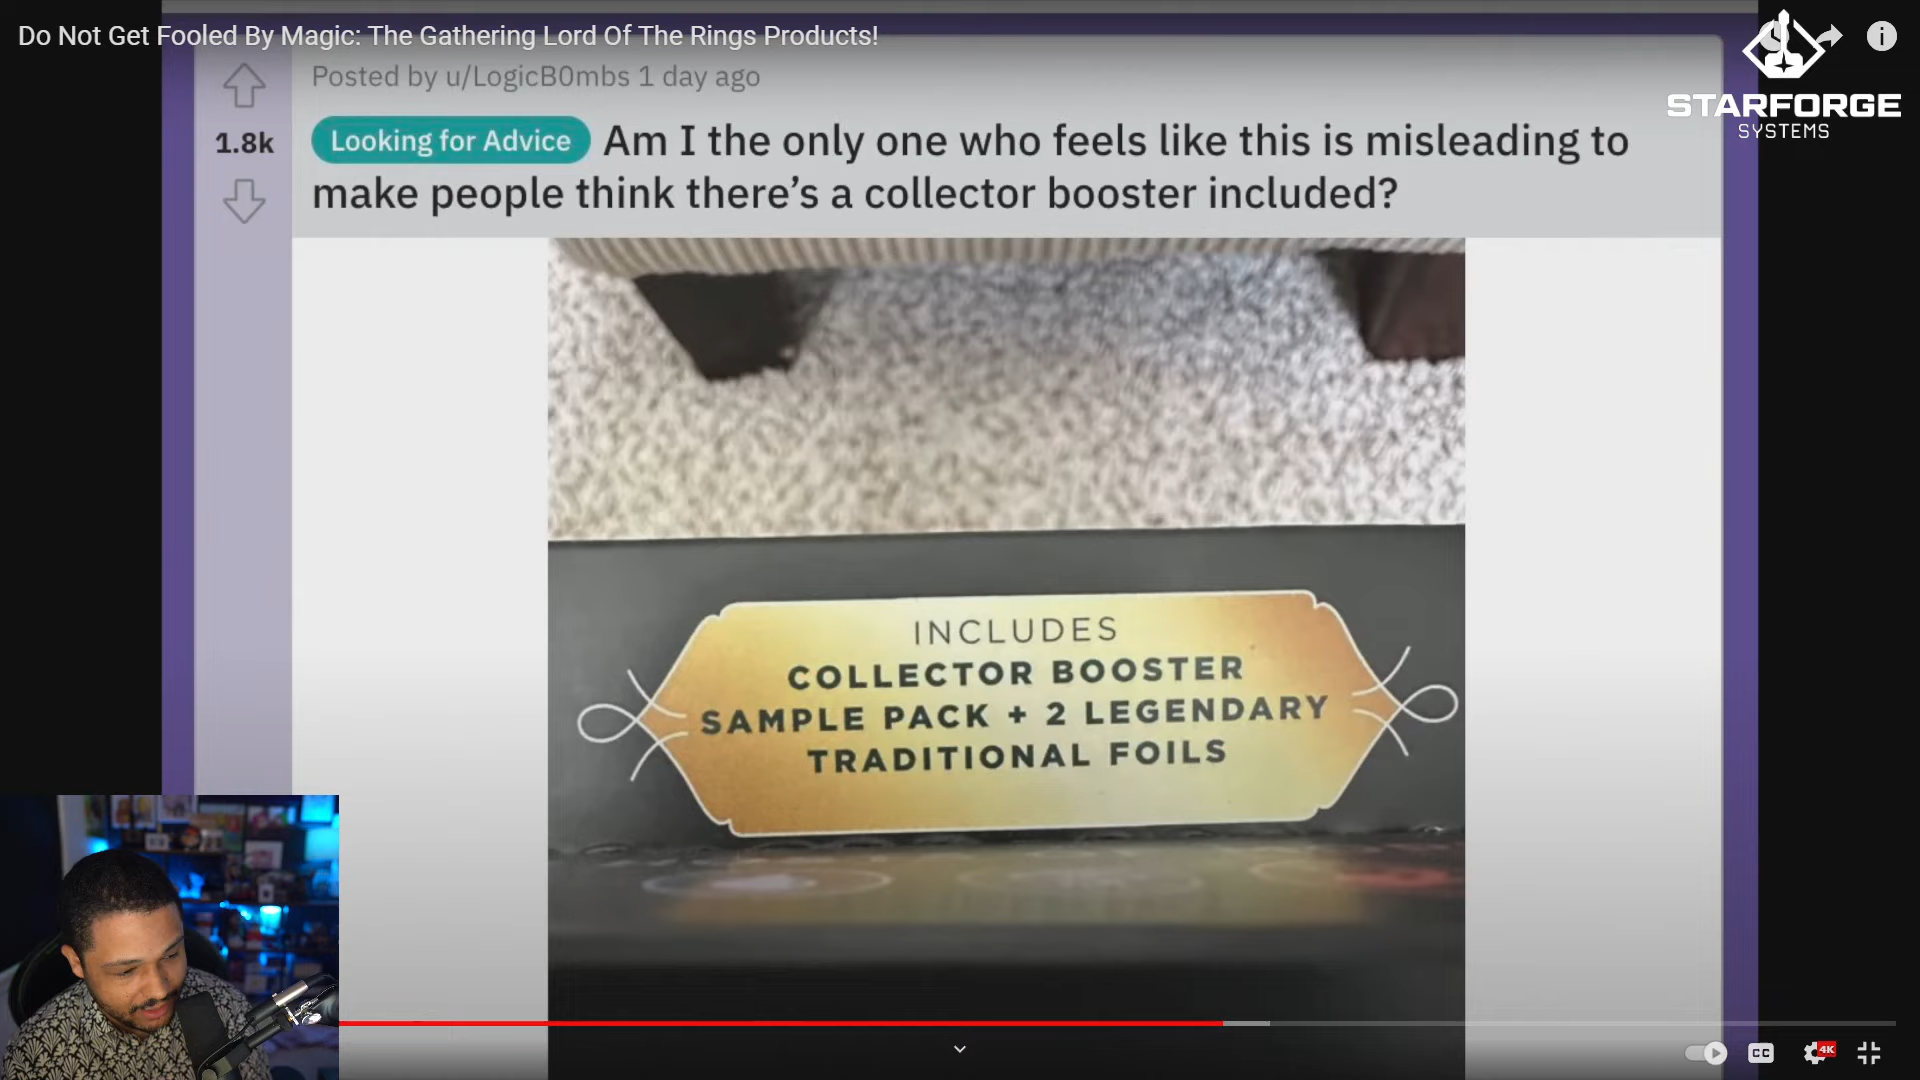 Do Not Get Fooled By Magic: The Gathering Lord Of The Rings Products!
STARFORGE
SYSTEMS
Posted by u/LogicB0mbs 1 day ago
1.8k
Looking for Advice Am I the only one who feels like this is misleading to
make people think there’s a collector booster included?
INCLUDES
COLLECTOR BOOSTER
SAMPLE PACK + 2 LEGENDARY
TRADITIONAL FOILS
CC
4K